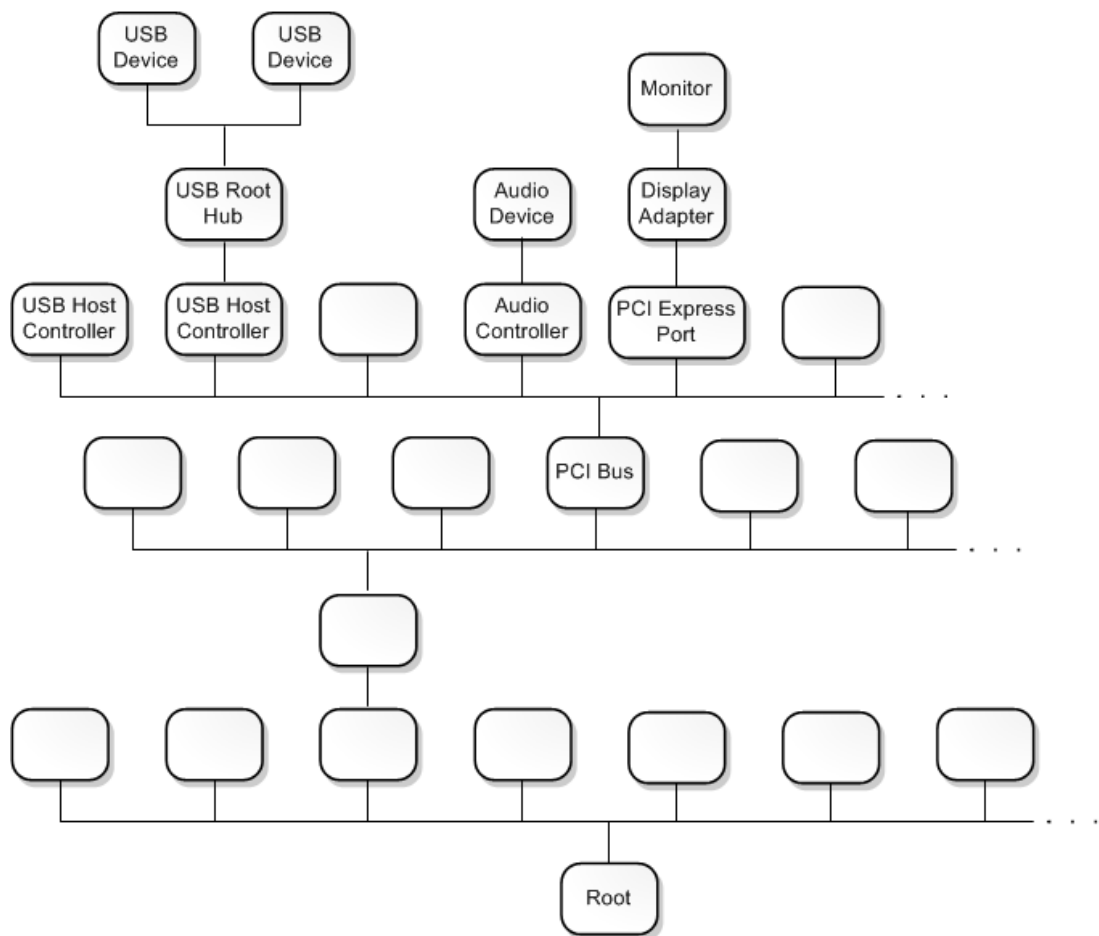 USB
Device
USB
Device
Monitor
USB Root
Hub
Audio
Device
Display
Adapter
USB Host
Controller
USB Host
Controller
Audio
Controller
PCI Express
Port
. . .
PCI Bus
. . .
. . .
Root